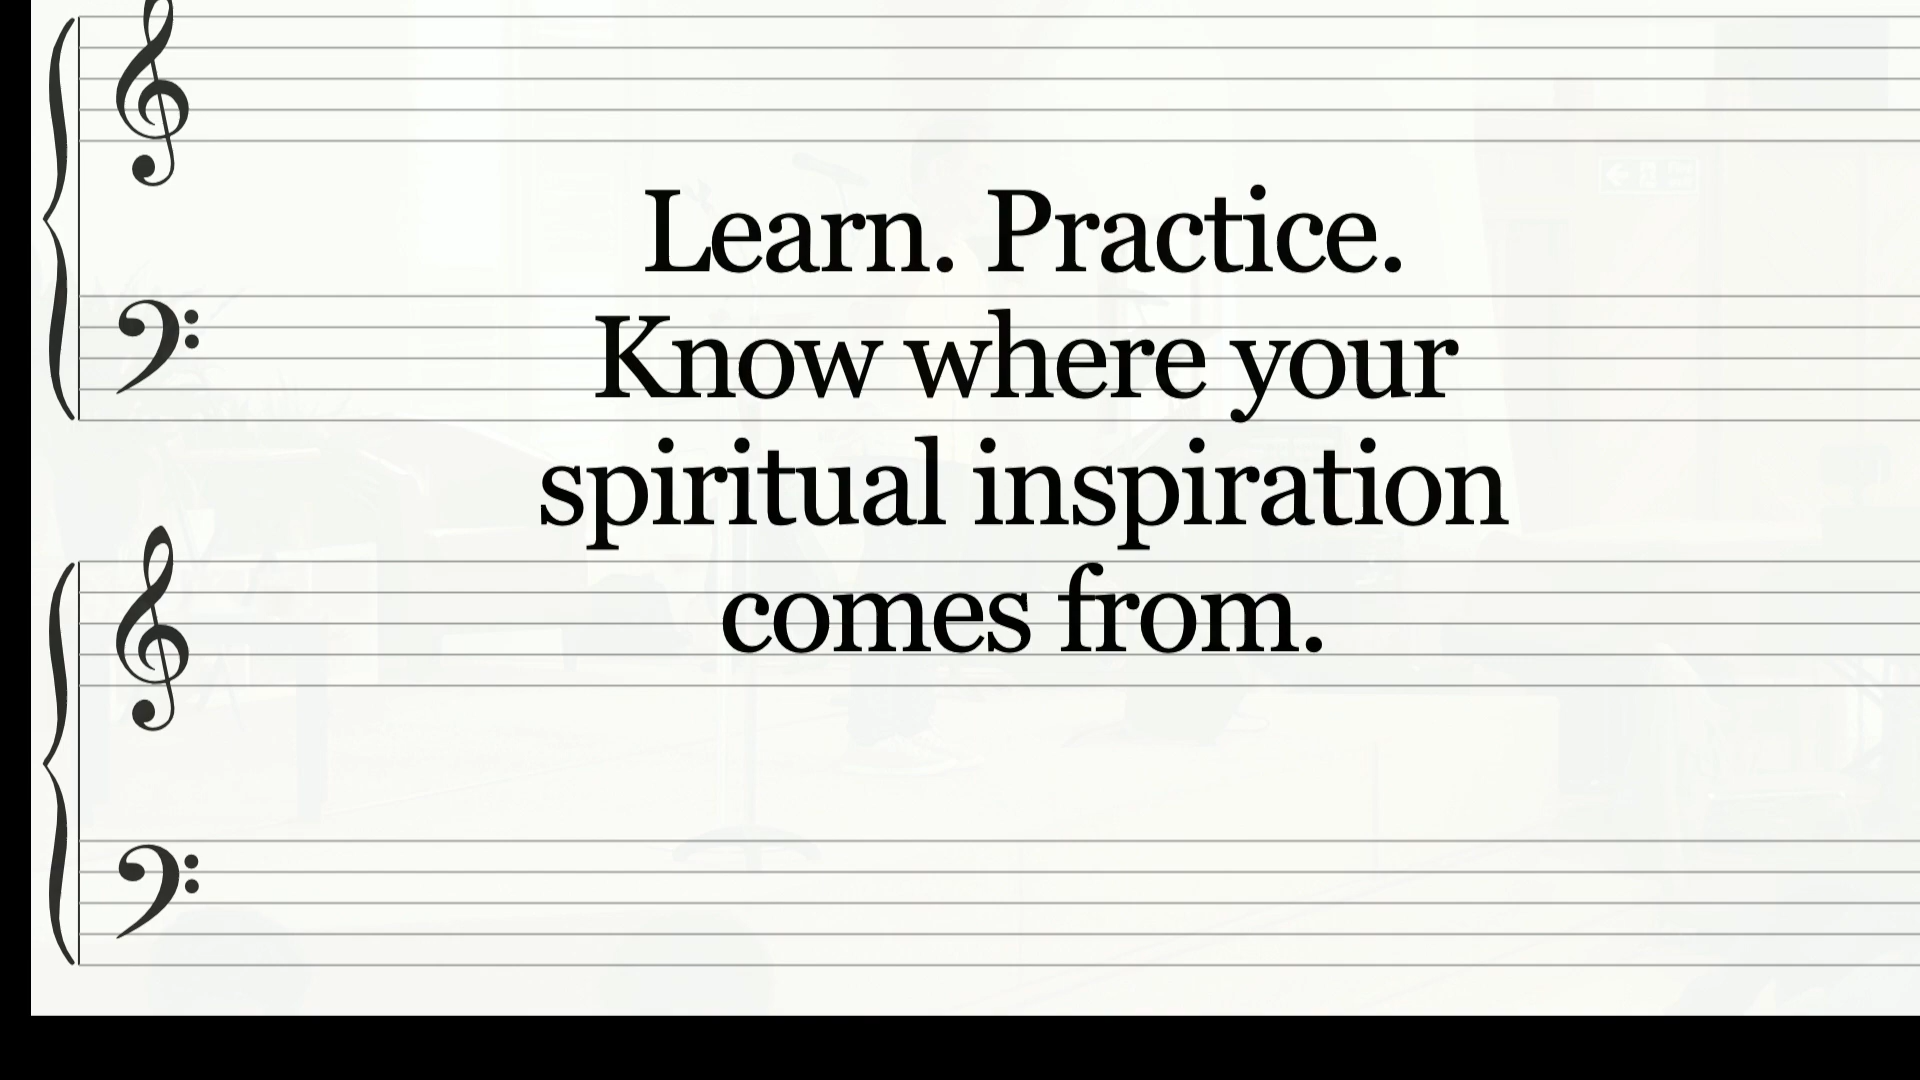 Learn. Practice.
Know where your
spiritual inspiration
comes from.